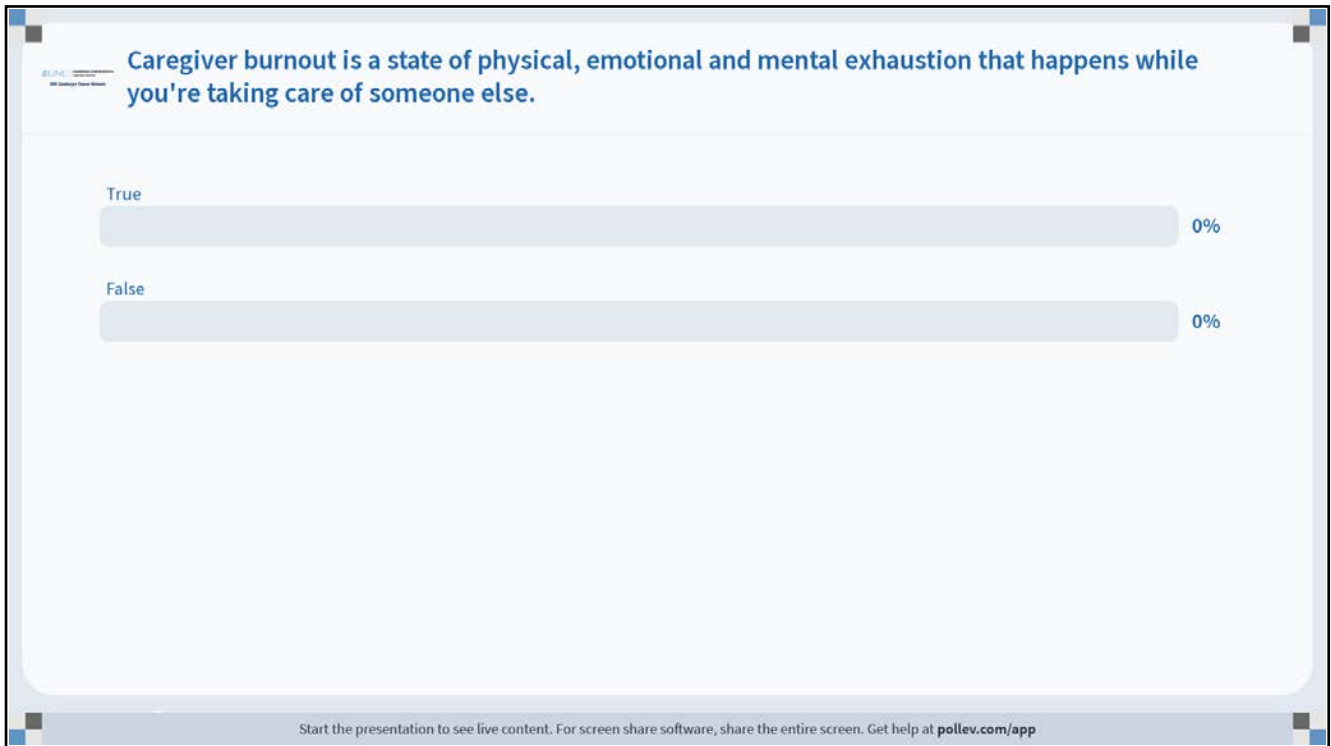 Caregiver burnout is a state of physical, emotional and mental exhaustion that happens while
you're taking care of someone else.
True
0%
False
0%
Start the presentation to see live content. For screen share software, share the entire screen. Get help at pollev.com/app